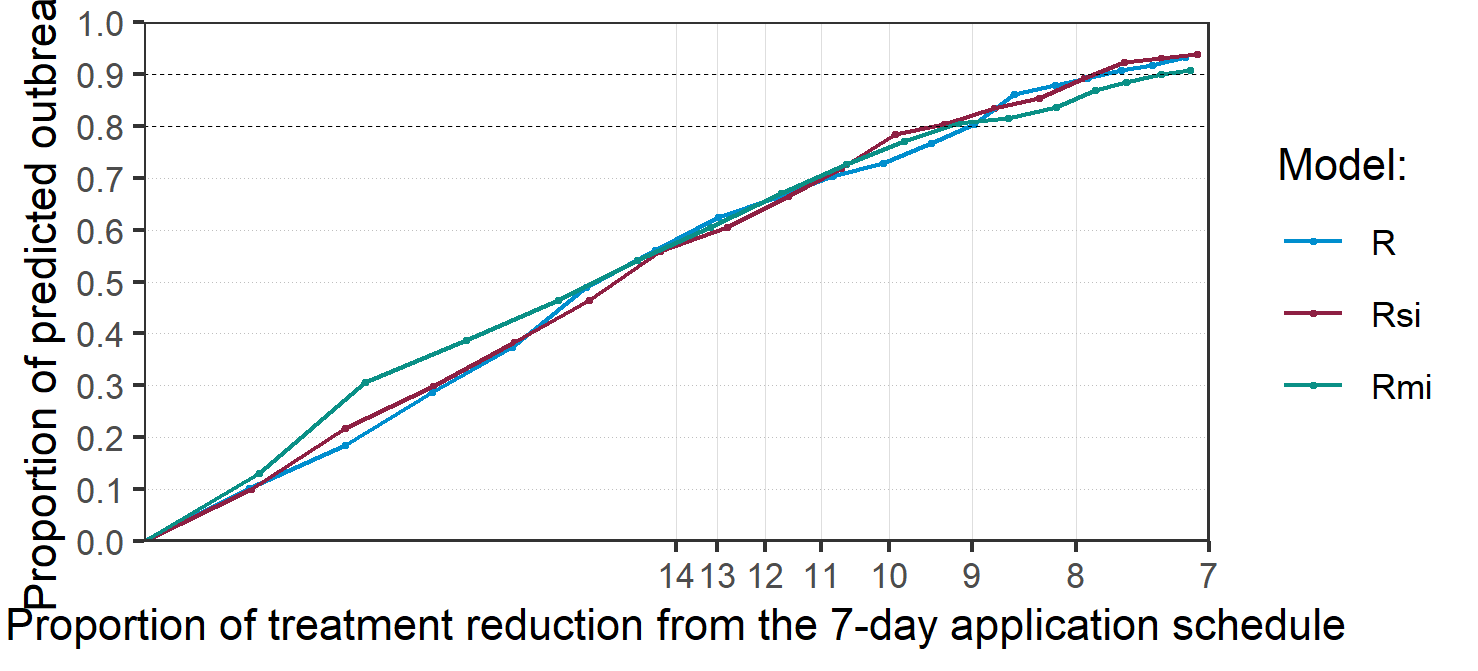 Proportion of predicted outbrea
1.0
0.9
0.8
0.7
0.6
0.5
0.4
0.3
0.2
0.1
0.0
14 13 12 11 10 9 8 7
Proportion of treatment reduction from the 7-day application schedule
Model:
R
Rsi
Rmi